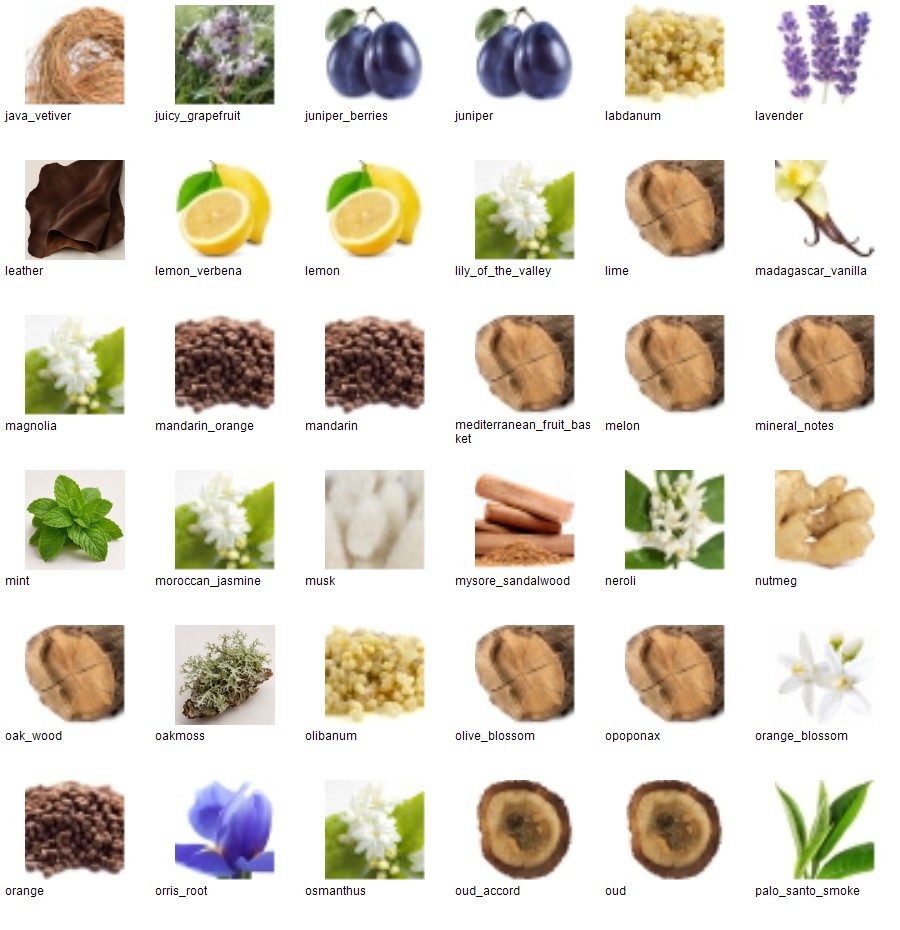 java_vetiver
juicy_grapefruit
juniper_berries
juniper
labdanum
lavender
leather
lemon_verbena
lemon
lily_of_the_valley
lime
madagascar_vanilla
magnolia
mandarin_orange
mandarin
mediterranean_fruit_bas
ket
melon
mineral_notes
mint
moroccan_jasmine
musk
mysore_sandalwood
neroli
nutmeg
oak_wood
oakmoss
olibanum
olive_blossom
opoponax
orange_blossom
orange
orris_root
osmanthus
oud_accord
oud
palo_santo_smoke